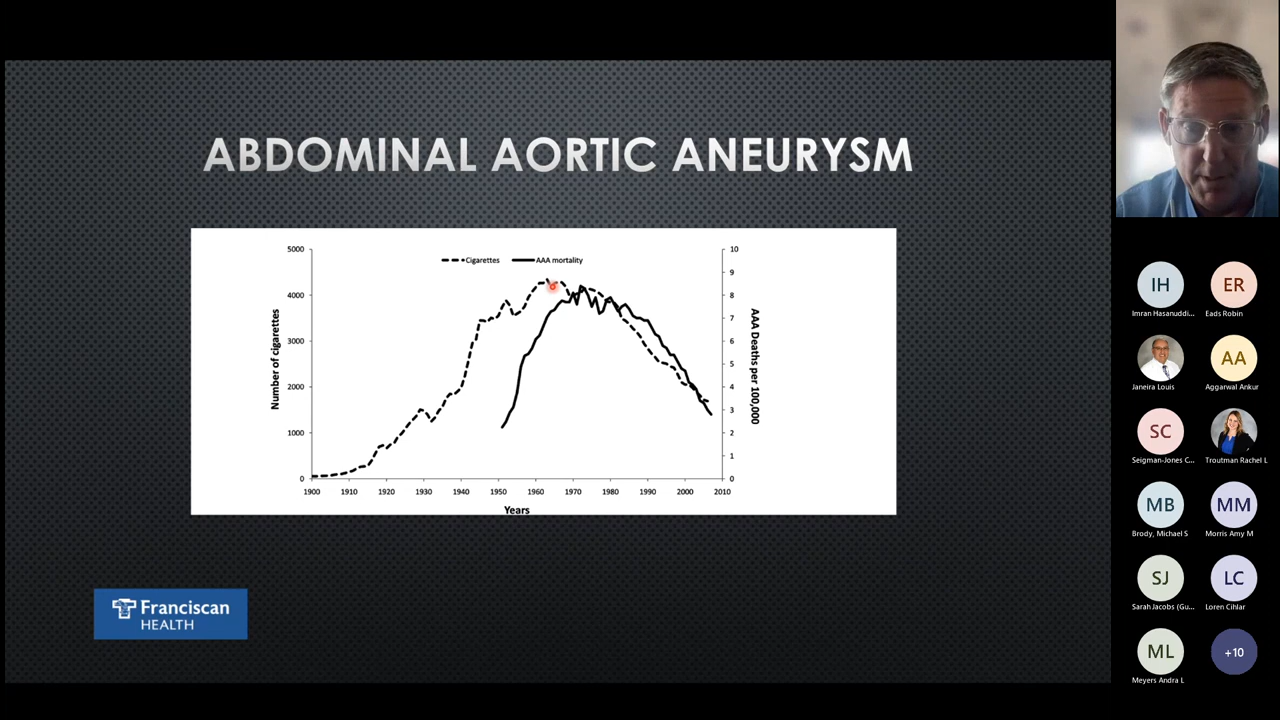 ABDOMINAL AORTIC ANEURYSM
Cigarettes
AAA mortality
5000
4000
3000
2000
1000
0
Number of cigarettes
10
9
8
7
6
5
4
3
2
1
0
AAA Deaths per 100,000
1900 1910 1920 1930 1940 1950 1960 1970 1980 1990 2000 2010
Years
Franciscan
HEALTH
IH
ER
Imran Hasanuddi...
Eads Robin
AA
Janeira Louis
Aggarwal Ankur
SC
Seigman-Jones C...
Troutman Rachel L
MB
MM
Brody, Michael S
Morris Amy M
SJ
LC
Sarah Jacobs (Gu...
Loren Cihlar
ML
+10
Meyers Andra L